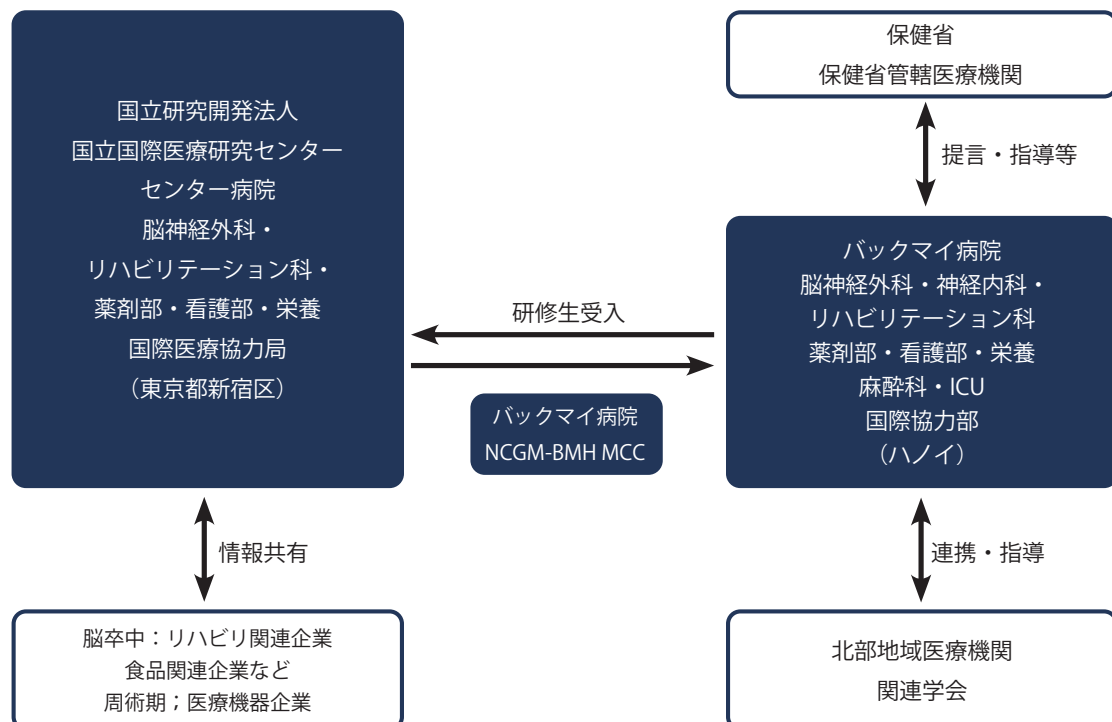 国立研究開発法人
国立国際医療研究センター
センター病院
脳神経外科・
リハビリテーション科・
薬剤部・看護部・栄養
国際医療協力局
（東京都新宿区）
保健省
保健省管轄医療機関
提言・指導等
研修生受入
バックマイ病院
NCGM-BMH MCC
バックマイ病院
脳神経外科・神経内科・
リハビリテーション科
薬剤部・看護部・栄養
麻酔科・ICU
国際協力部
（ハノイ）
情報共有
連携・指導
脳卒中：リハビリ関連企業
食品関連企業など
周術期；医療機器企業
北部地域医療機関
関連学会